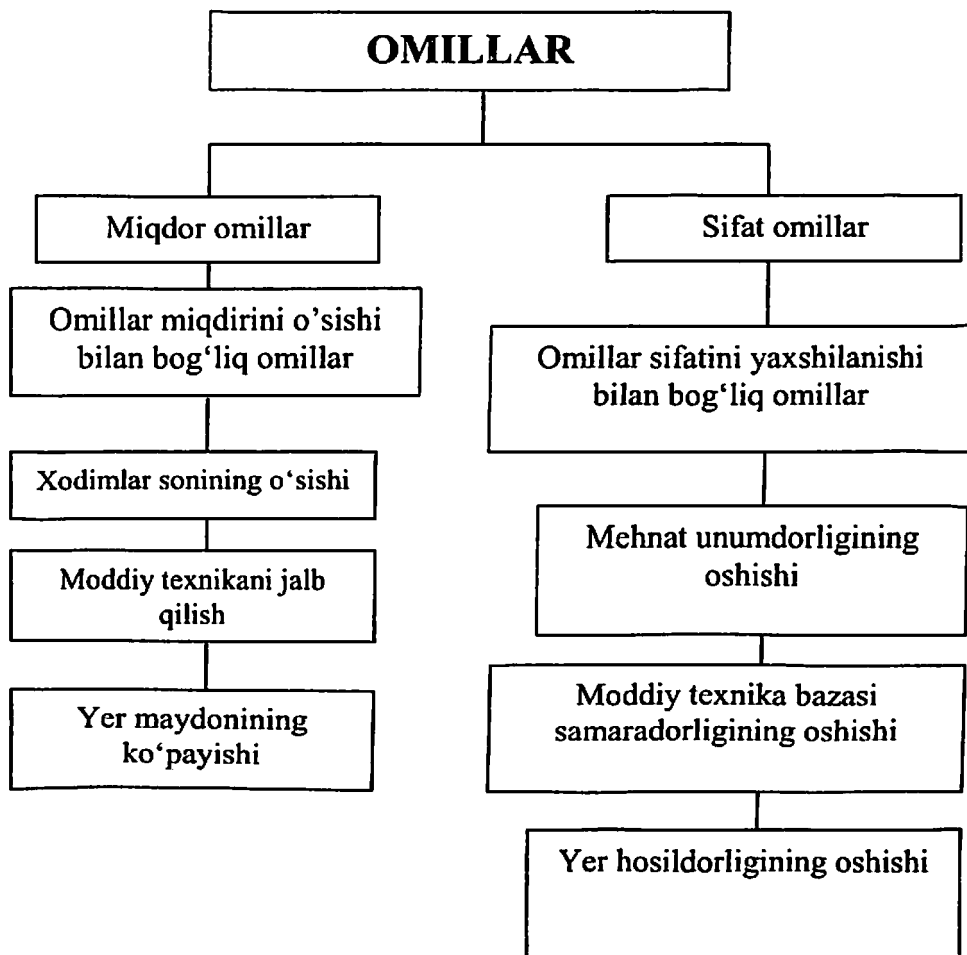 OMILLAR
Miqdor omillar
Omillar miqdirini o'sishi
bilan bog‘liq omillar
Xodimlar sonining o‘sishi
Moddiy texnikani jalb
qilish
Yer maydonining
ko‘payishi
Sifat omillar
Omillar sifatini yaxshilanishi
bilan bog‘liq omillar
Mehnat unumdorligining
oshishi
Moddiy texnika bazasi
samaradorligining oshishi
Yer hosildorligining oshishi